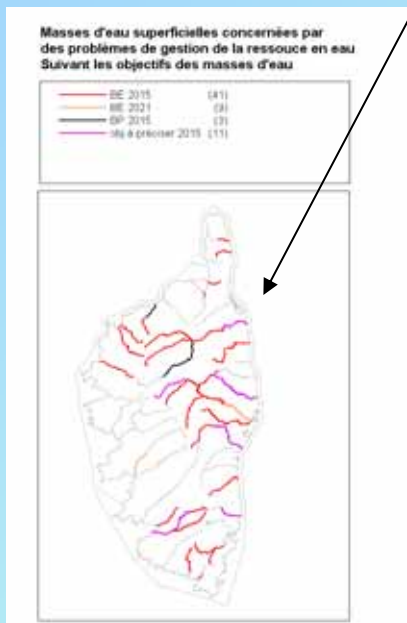 Masses d'eau superficielles concernées par
des problèmes de gestion de la ressouce en eau
Suivant les objectifs des masses d'eau
BE 2015 (41)
BE 2021 (9)
BP 2015 (3)
obj à préciser 2015 (11)